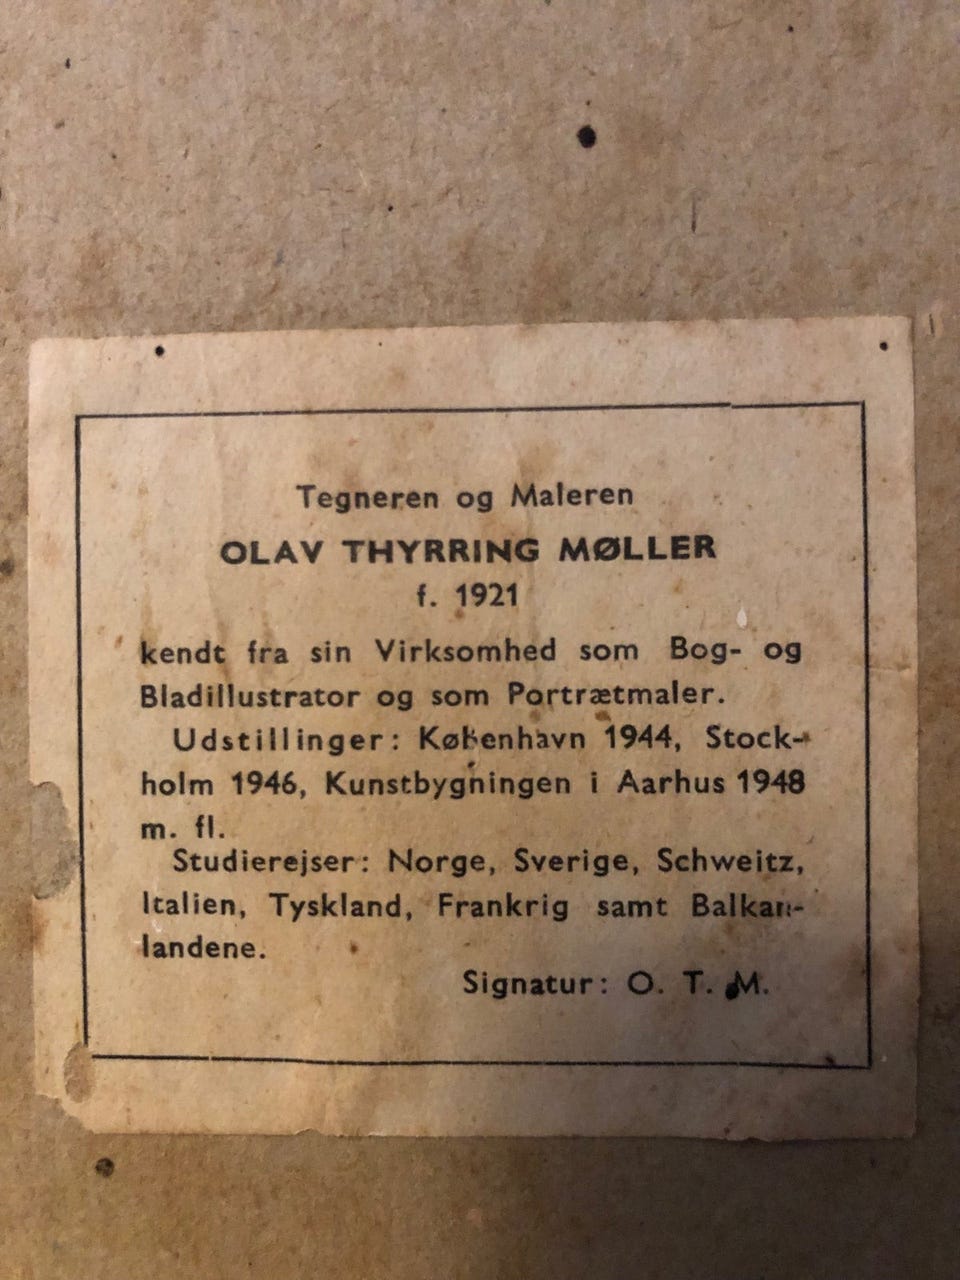 Tegneren og Maleren
OLAV THYRRING MØLLER
f. 1921
kendt fra sin Virksomhed som Bog- og
Bladillustrator og som Portrætmaler.
Udstillinger: København 1944, Stock-
holm 1946, Kunstbygningen i Aarhus 1948
m. fl.
Studierejser: Norge, Sverige, Schweitz,
Italien, Tyskland, Frankrig samt Balkan-
landene.
Signatur: O. T. M.